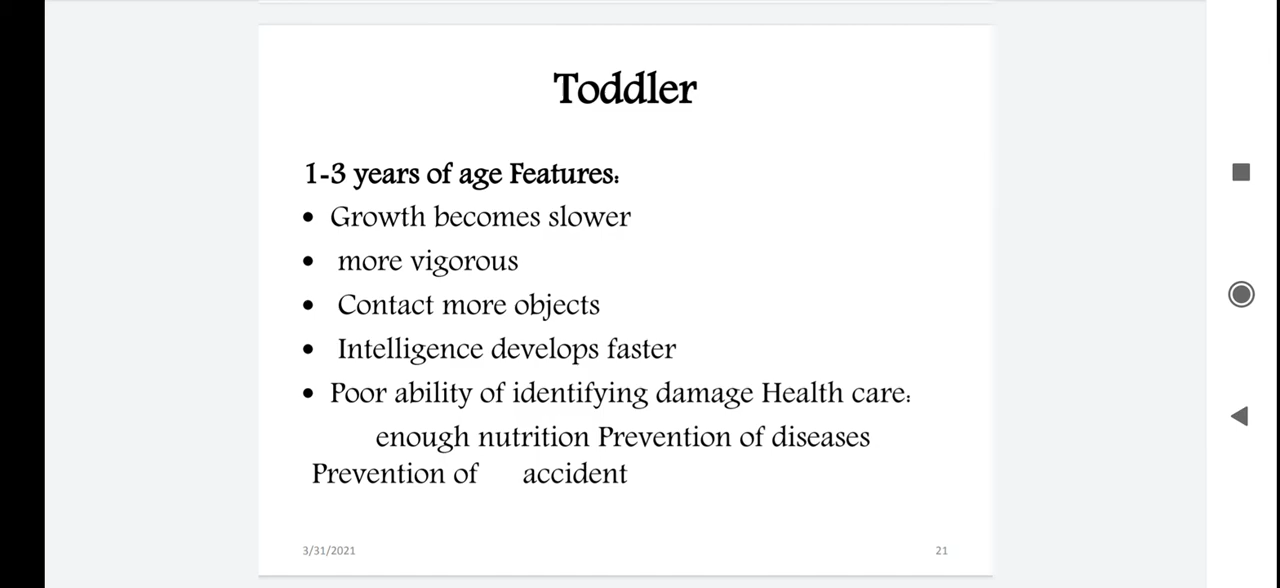 Toddler
1-3 years of age Features:
• Growth becomes slower
• more vigorous
• Contact more objects
• Intelligence develops faster
• Poor ability of identifying damage Health care:
enough nutrition Prevention of diseases
Prevention of accident
3/31/2021
21